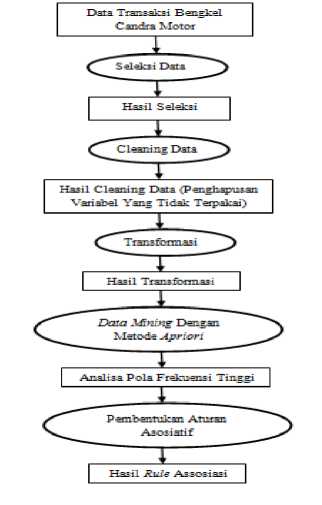 Data Transaksi Bengkel
Candra Motor
Seleksi Data
Hasil Seleksi
Cleaning Data
Hasil Cleaning Data (Penghapusan
Variabel Yang Tidak Terpakai)
Transformasi
Hasil Transformasi
Data Mining Dengan
Metode Apriori
Analisa Pola Frekuensi Tinggi
Pembentukan Aturan
Asosiatif
Hasil Rule Assosiasi